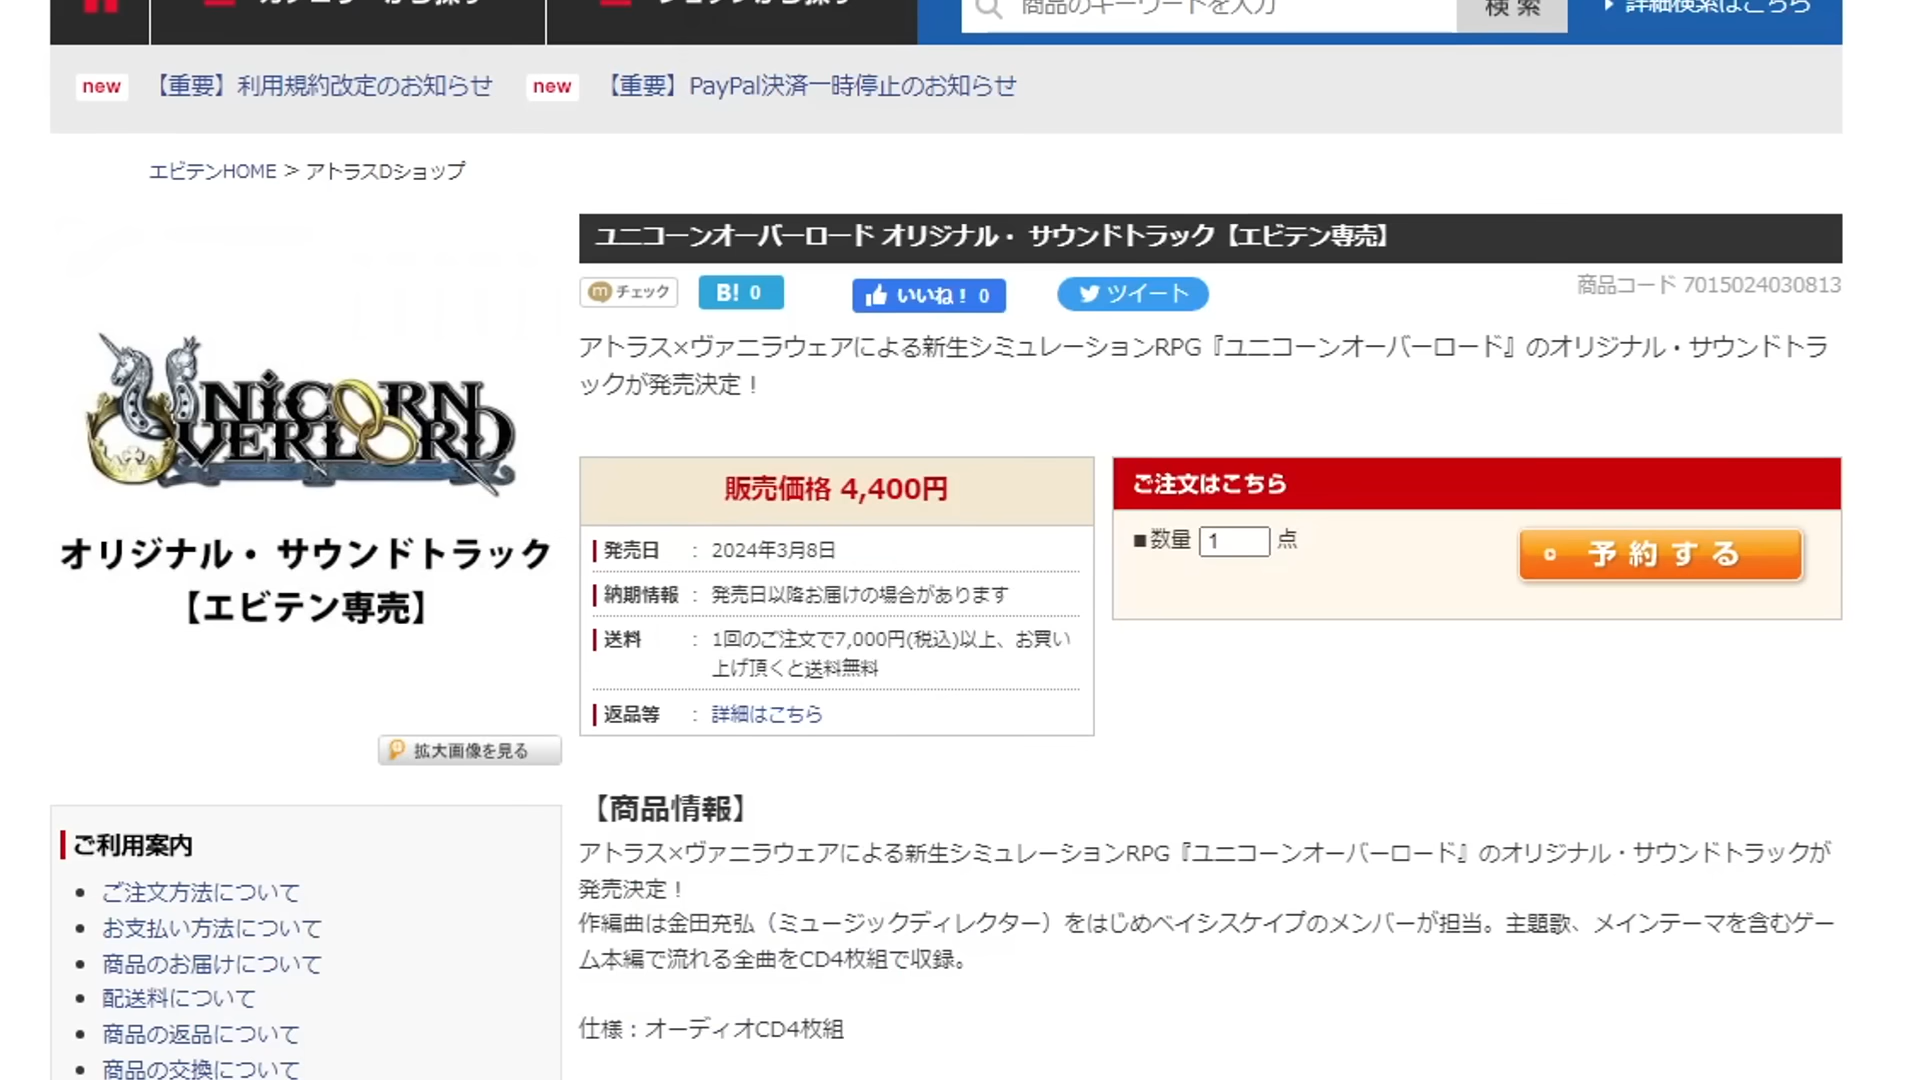 カテゴリーから探す
ショップから探す
商品のキーワードを入力
検 索
詳細検索はこちら
new 【重要】利用規約改定のお知らせ new 【重要】PayPal決済一時停止のお知らせ
エビテンHOME > アトラスDショップ
ユニコーンオーバーロード オリジナル・ サウンドトラック【エビテン専売】
チェック B! 0 いいね！ 0 ツイート 商品コード 7015024030813
アトラス×ヴァニラウェアによる新生シミュレーションRPG『ユニコーンオーバーロード』のオリジナル・サウンドトラ
ックが発売決定！
UNICORN
OVERLORD
オリジナル・ サウンドトラック
【エビテン専売】
拡大画像を見る
販売価格 4,400円
発売日 : 2024年3月8日
納期情報 : 発売日以降お届けの場合があります
送料 : 1回のご注文で7,000円(税込)以上、お買い
上げ頂くと送料無料
返品等 : 詳細はこちら
ご注文はこちら
■数量 1 点
予約する
【商品情報】
アトラス×ヴァニラウェアによる新生シミュレーションRPG『ユニコーンオーバーロード』のオリジナル・サウンドトラックが
発売決定！
作編曲は金田充弘（ミュージックディレクター）をはじめベイシスケイプのメンバーが担当。主題歌、メインテーマを含むゲー
ム本編で流れる全曲をCD4枚組で収録。
仕様：オーディオCD4枚組
ご利用案内
ご注文方法について
お支払い方法について
商品のお届けについて
配送料について
商品の返品について
商品の交換について